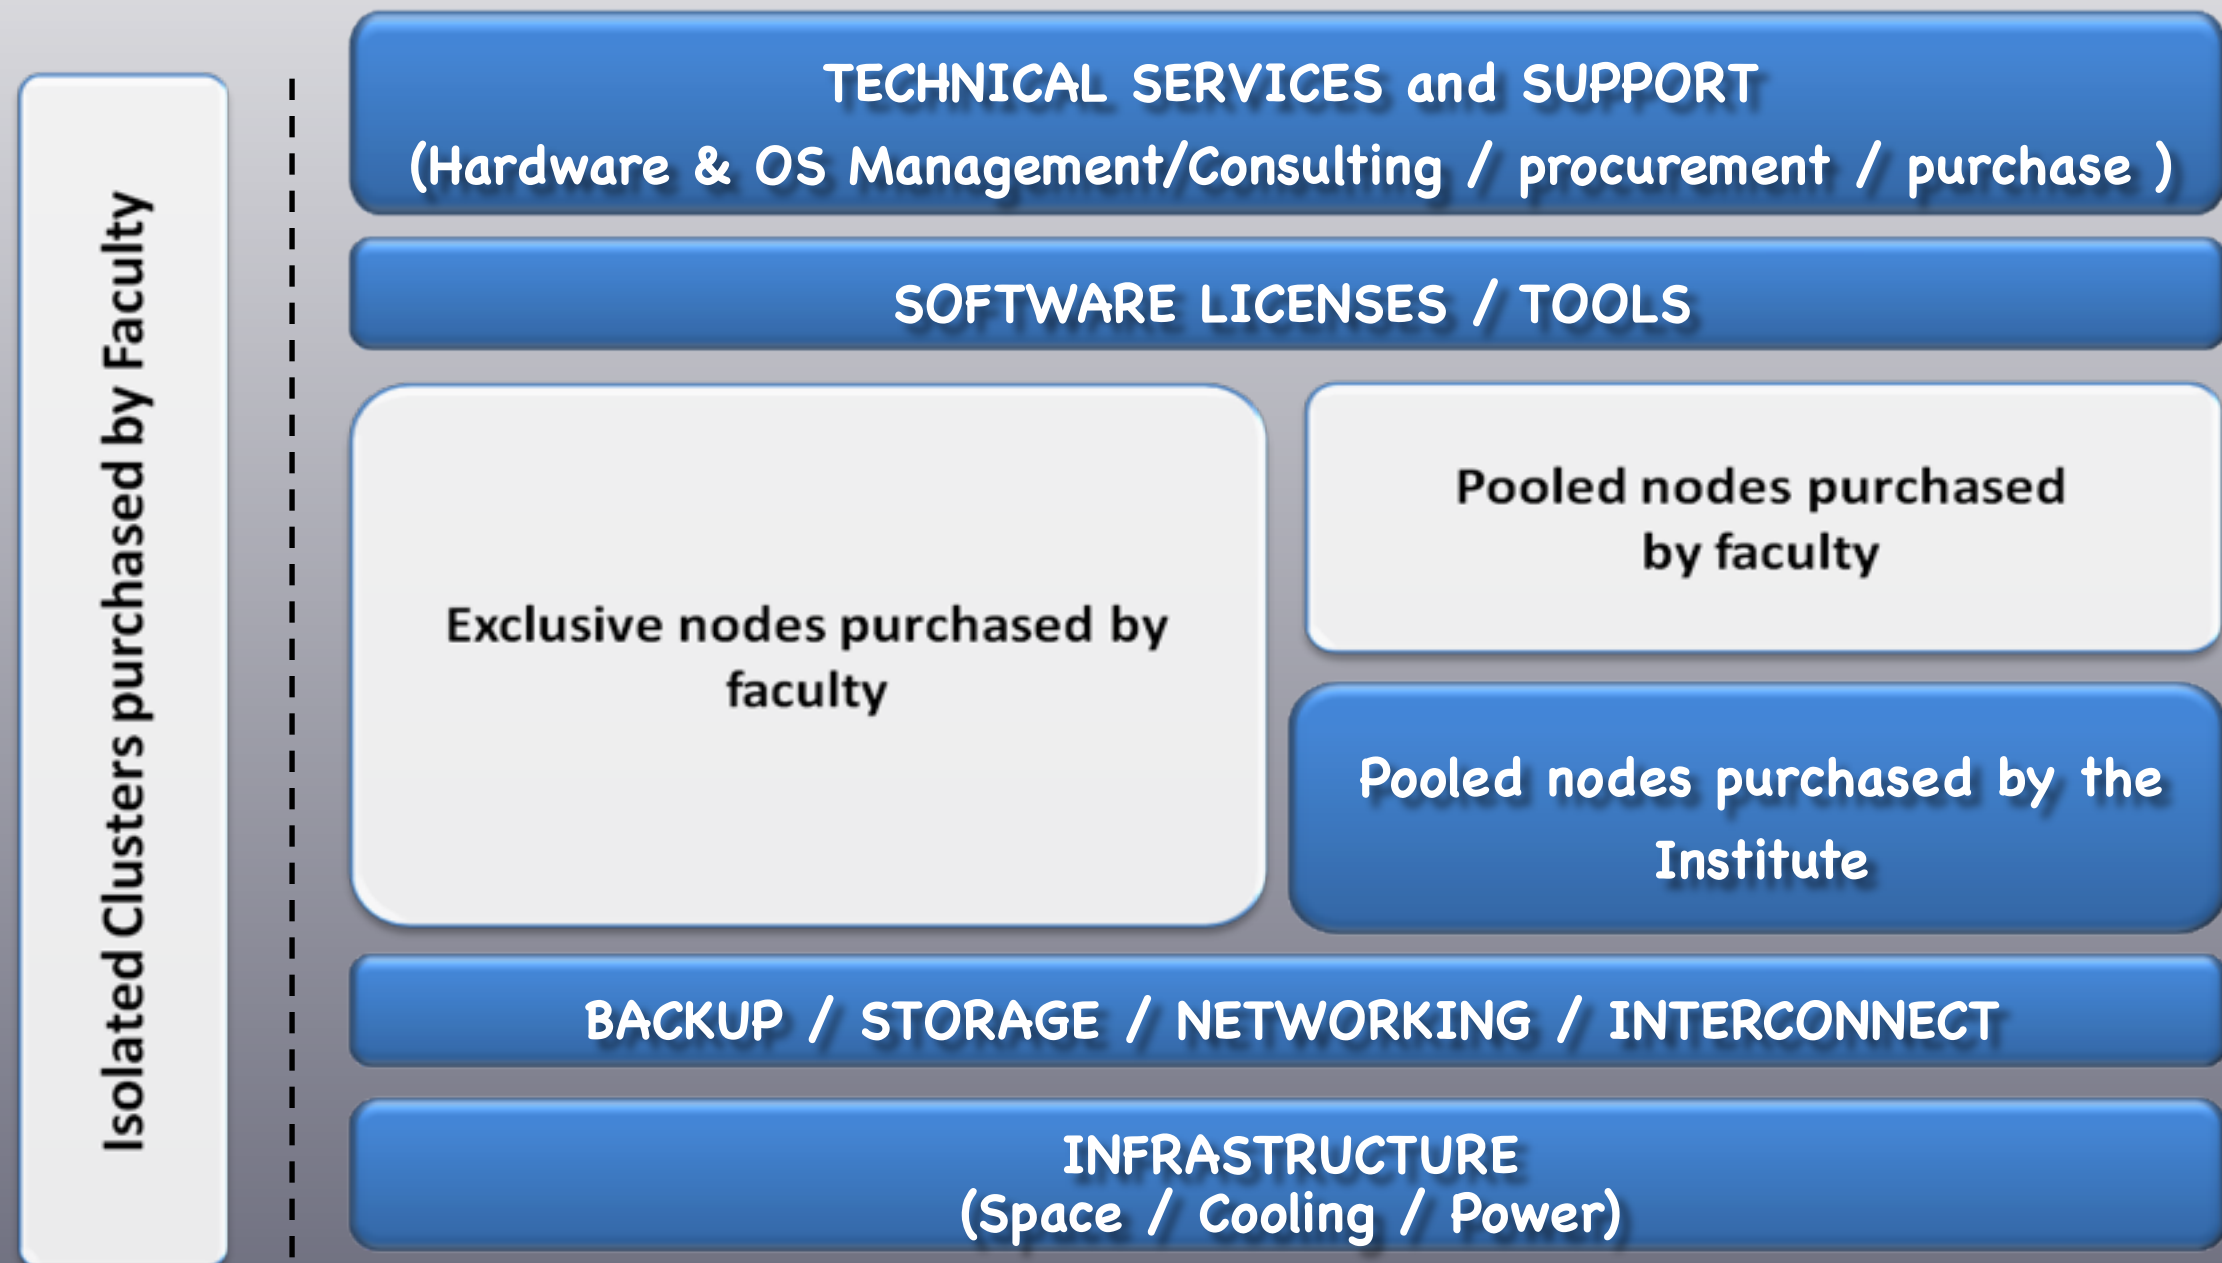 Isolated Clusters purchased by Faculty
TECHNICAL SERVICES and SUPPORT
(Hardware & OS Management/Consulting / procurement / purchase )
SOFTWARE LICENSES / TOOLS
Exclusive nodes purchased by
faculty
Pooled nodes purchased
by faculty
Pooled nodes purchased by the
Institute
BACKUP / STORAGE / NETWORKING / INTERCONNECT
INFRASTRUCTURE
(Space / Cooling / Power)